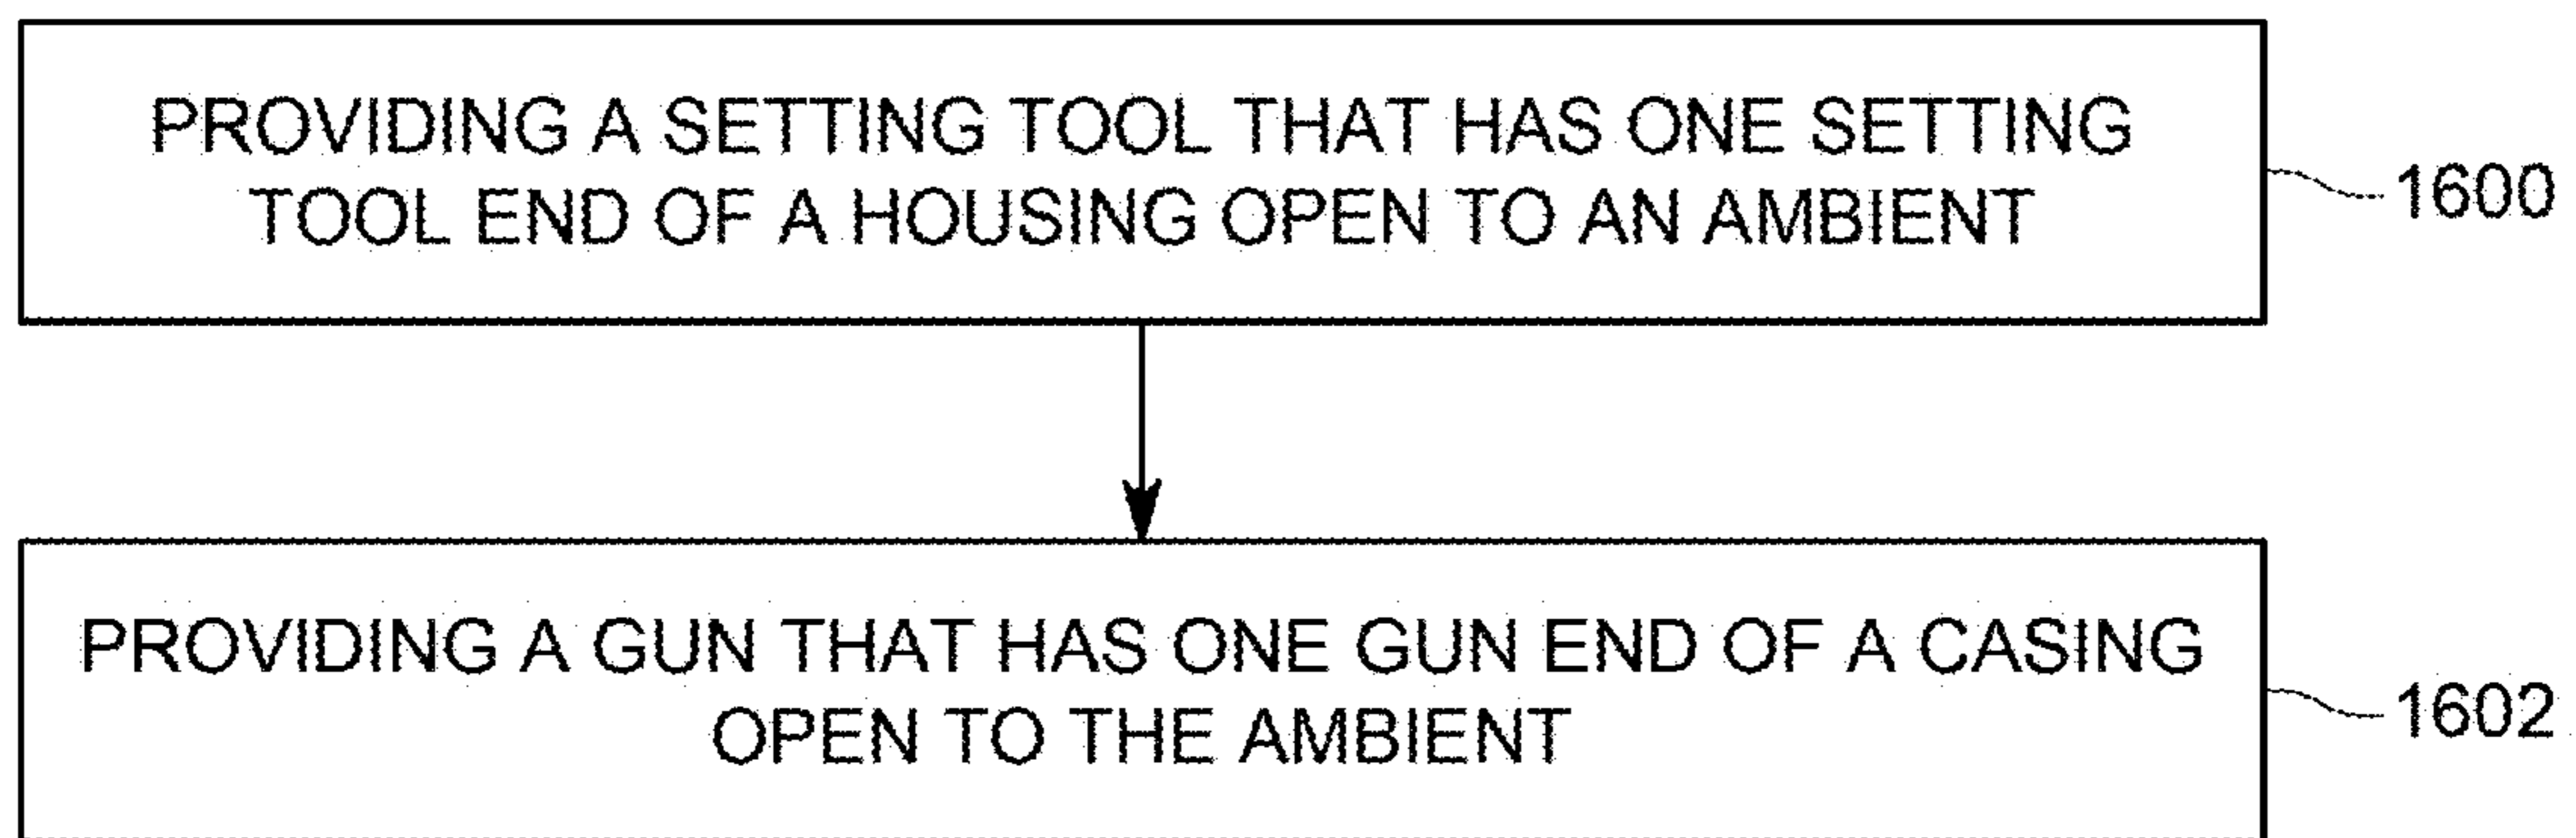 PROVIDING A SETTING TOOL THAT HAS ONE SETTING
TOOL END OF A HOUSING OPEN TO AN AMBIENT
1600
PROVIDING A GUN THAT HAS ONE GUN END OF A CASING
OPEN TO THE AMBIENT
1602